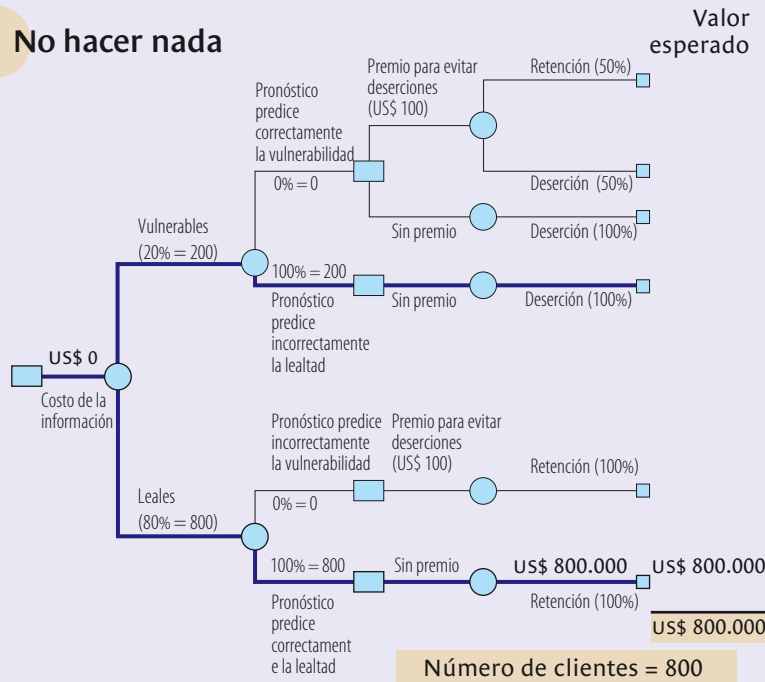 No hacer nada
Valor
esperado
Pronóstico
predice
correctamente
la vulnerabilidad
0% = 0
Premio para evitar
deserciones
(US$ 100)
Retención (50%)
Deserción (50%)
Sin premio
Deserción (100%)
Vulnerables
(20% = 200)
100% = 200
Pronóstico
predice
incorrectamente
la lealtad
Sin premio
Deserción (100%)
US$ 0
Costo de la
información
Pronóstico predice
incorrectamente
la vulnerabilidad
0% = 0
Premio para evitar
deserciones
(US$ 100)
Retención (100%)
Leales
(80% = 800)
100% = 800
Pronóstico
predice
correctament
e la lealtad
Sin premio
US$ 800.000
Retención (100%)
US$ 800.000
US$ 800.000
Número de clientes = 800